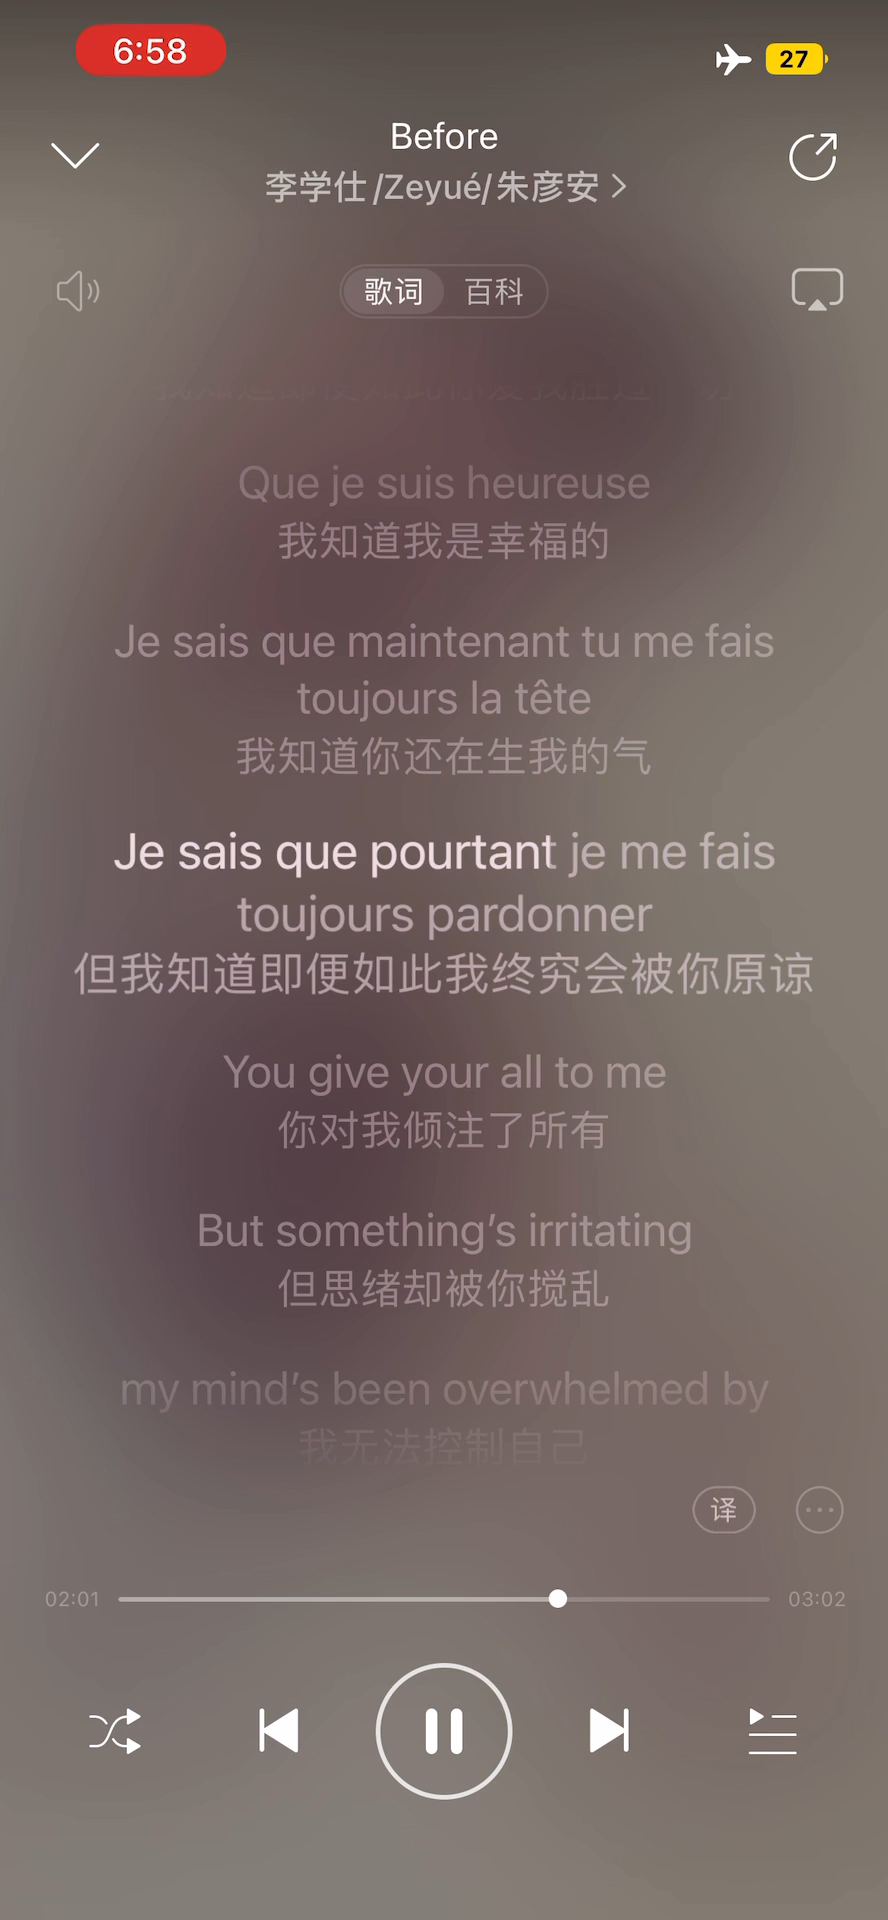 6:58
27
Before
李学仕/Zeyué/朱彦安
歌词 百科
Que je suis heureuse
我知道我是幸福的
Je sais que maintenant tu me fais
toujours la tête
我知道你还在生我的气
Je sais que pourtant je me fais
toujours pardonner
但我知道即便如此我终究会被你原谅
You give your all to me
你对我倾注了所有
But something’s irritating
但思绪却被你搅乱
my mind’s been overwhelmed by
我无法控制自己
译
02:01 03:02